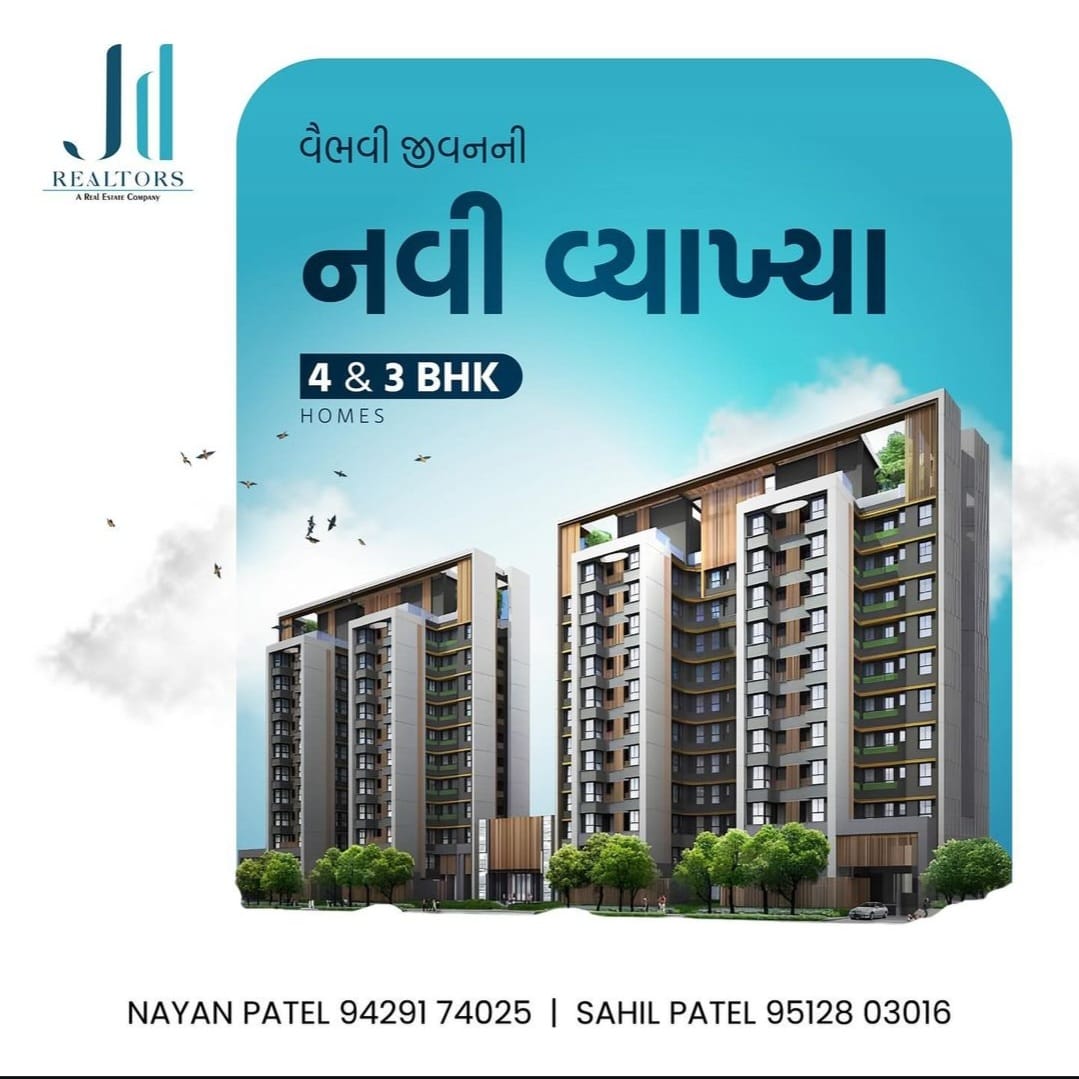 Jd
REALTORS
A REAL ESTATE COMPANY
વૈભવી જીવનની
નવી વ્યાખ્યા
4 & 3 BHK
HOMES
NAYAN PATEL 94291 74025 | SAHIL PATEL 95128 03016